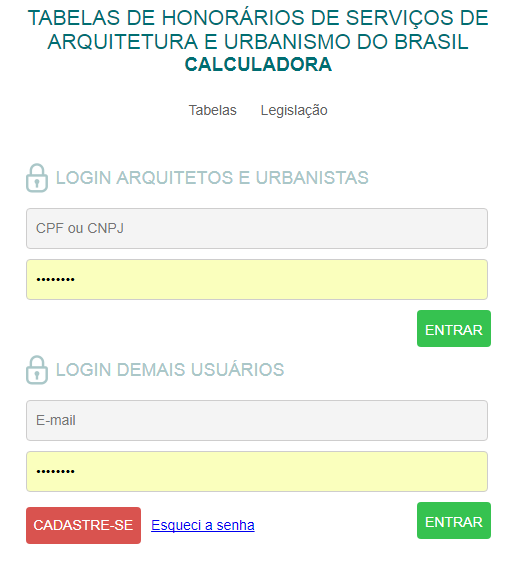 TABELAS DE HONORÁRIOS DE SERVIÇOS DE
ARQUITETURA E URBANISMO DO BRASIL
CALCULADORA
Tabelas Legislação
LOGIN ARQUITETOS E URBANISTAS
CPF ou CNPJ
••••••••
ENTRAR
LOGIN DEMAIS USUÁRIOS
E-mail
••••••••
CADASTRE-SE Esqueci a senha ENTRAR